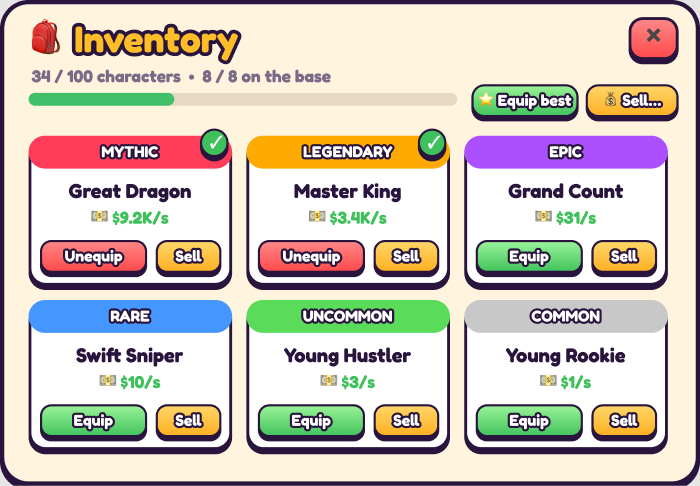 Inventory
34 / 100 characters • 8 / 8 on the base
Equip best
Sell...
MYTHIC
Great Dragon
$9.2K/s
Unequip
Sell
LEGENDARY
Master King
$3.4K/s
Unequip
Sell
EPIC
Grand Count
$31/s
Equip
Sell
RARE
Swift Sniper
$10/s
Equip
Sell
UNCOMMON
Young Hustler
$3/s
Equip
Sell
COMMON
Young Rookie
$1/s
Equip
Sell